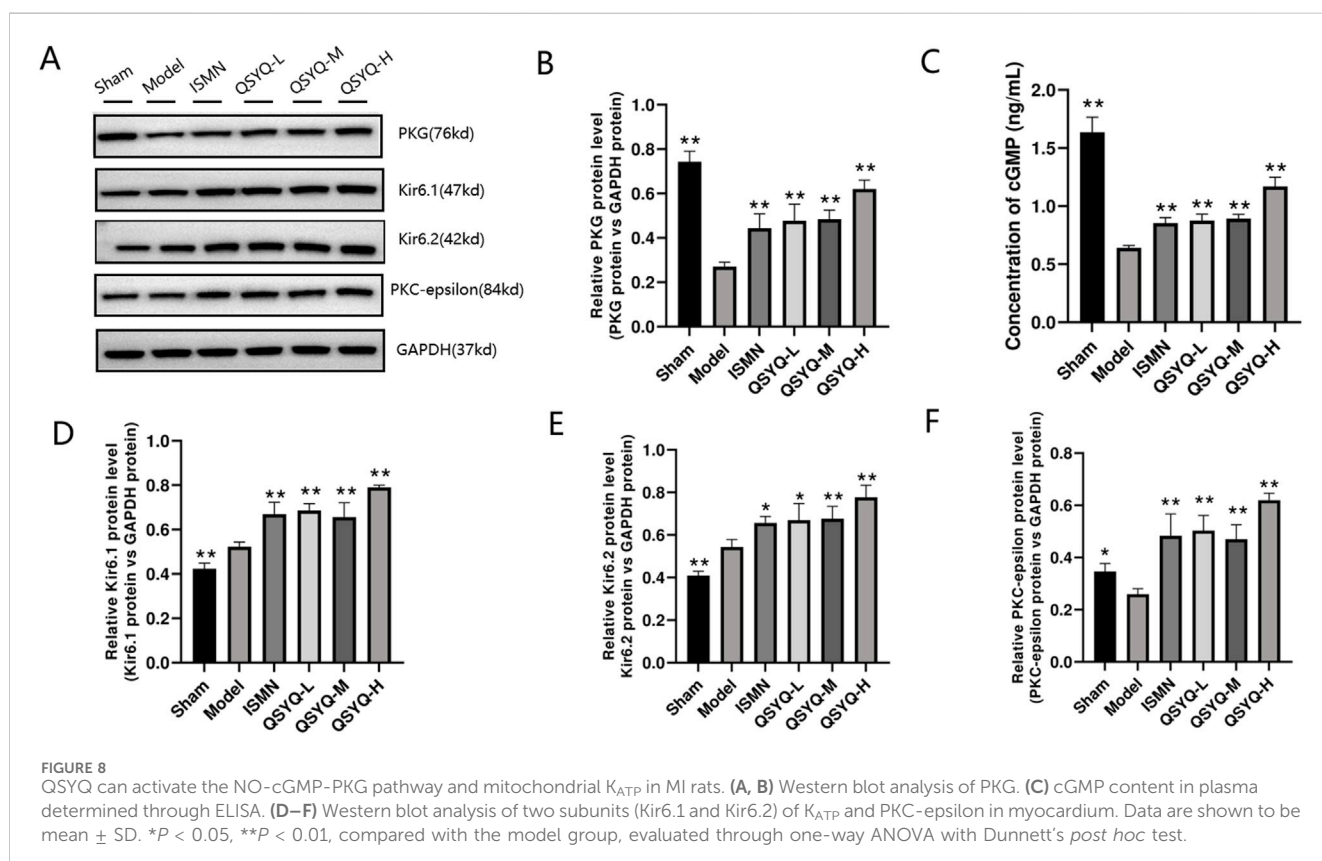 A
Sham
Model
ISMN
QSYQ-L
QSYQ-M
QSYQ-H
PKG(76kd)
Kir6.1(47kd)
Kir6.2(42kd)
PKC-epsilon(84kd)
GAPDH(37kd)
B
Relative PKG protein level
(PKG protein vs GAPDH protein)
1.0
0.8
0.6
0.4
0.2
0.0
**
**
**
**
**
Sham
Model
ISMN
QSYQ-L
QSYQ-M
QSYQ-H
C
Concentration of cGMP (ng/mL)
2.0
1.5
1.0
0.5
0.0
**
**
**
**
**
Sham
Model
ISMN
QSYQ-L
QSYQ-M
QSYQ-H
D
Relative Kir6.1 protein level
(Kir6.1 protein vs GAPDH protein)
1.0
0.8
0.6
0.4
0.2
0.0
**
**
**
**
**
Sham
Model
ISMN
QSYQ-L
QSYQ-M
QSYQ-H
E
Relative Kir6.2 protein level
Kir6.2 protein vs GAPDH protein)
1.0
0.8
0.6
0.4
0.2
0.0
**
*
*
**
**
Sham
Model
ISMN
QSYQ-L
QSYQ-M
QSYQ-H
F
Relative PKC-epsilon protein level
(PKC-epsilon protein vs GAPDH protein)
0.8
0.6
0.4
0.2
0.0
*
**
**
**
**
Sham
Model
ISMN
QSYQ-L
QSYQ-M
QSYQ-H
FIGURE 8
QSYQ can activate the NO-cGMP-PKG pathway and mitochondrial KATP in MI rats. (A, B) Western blot analysis of PKG. (C) cGMP content in plasma
determined through ELISA. (D–F) Western blot analysis of two subunits (Kir6.1 and Kir6.2) of KATP and PKC-epsilon in myocardium. Data are shown to be
mean ± SD. *P < 0.05, **P < 0.01, compared with the model group, evaluated through one-way ANOVA with Dunnett's post hoc test.